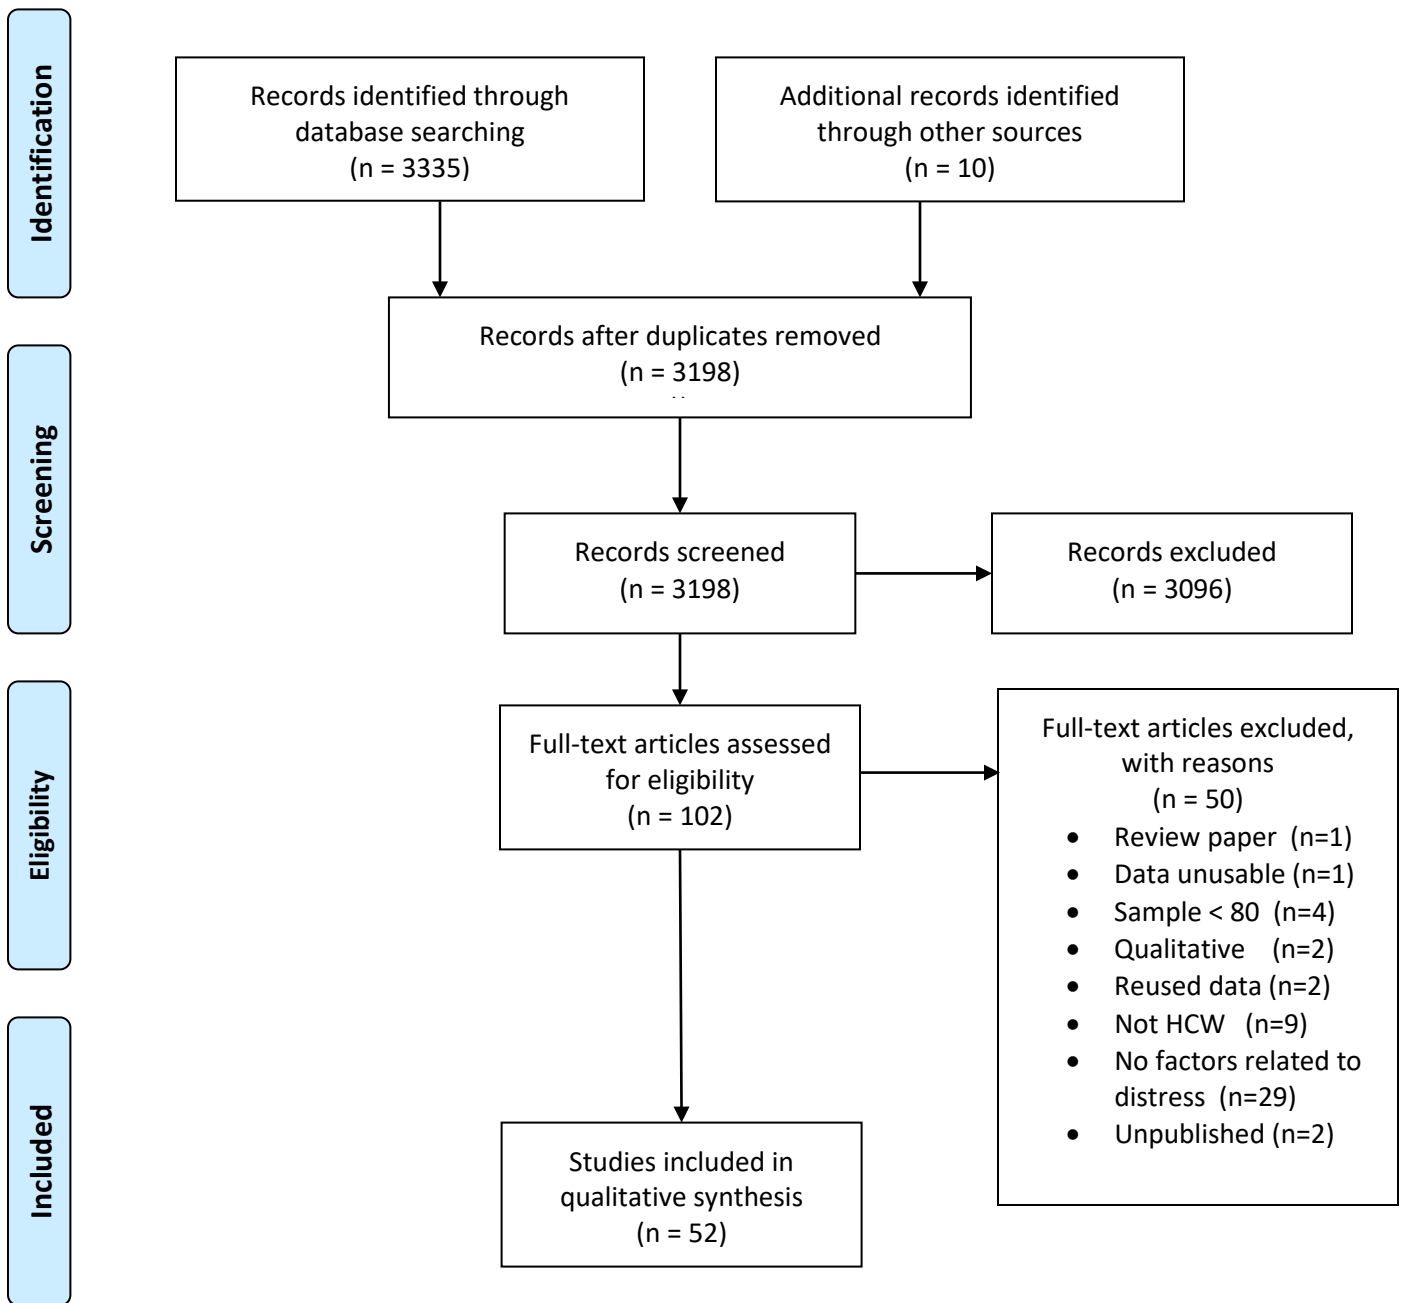 Identification
Records identified through
database searching
(n = 3335)
Additional records identified
through other sources
(n = 10)
Records after duplicates removed
(n = 3198)
Screening
Records screened
(n = 3198)
Records excluded
(n = 3096)
Eligibility
Full-text articles assessed
for eligibility
(n = 102)
Full-text articles excluded,
with reasons
(n = 50)
• Review paper (n=1)
• Data unusable (n=1)
• Sample < 80 (n=4)
• Qualitative (n=2)
• Reused data (n=2)
• Not HCW (n=9)
• No factors related to
distress (n=29)
• Unpublished (n=2)
Included
Studies included in
qualitative synthesis
(n = 52)